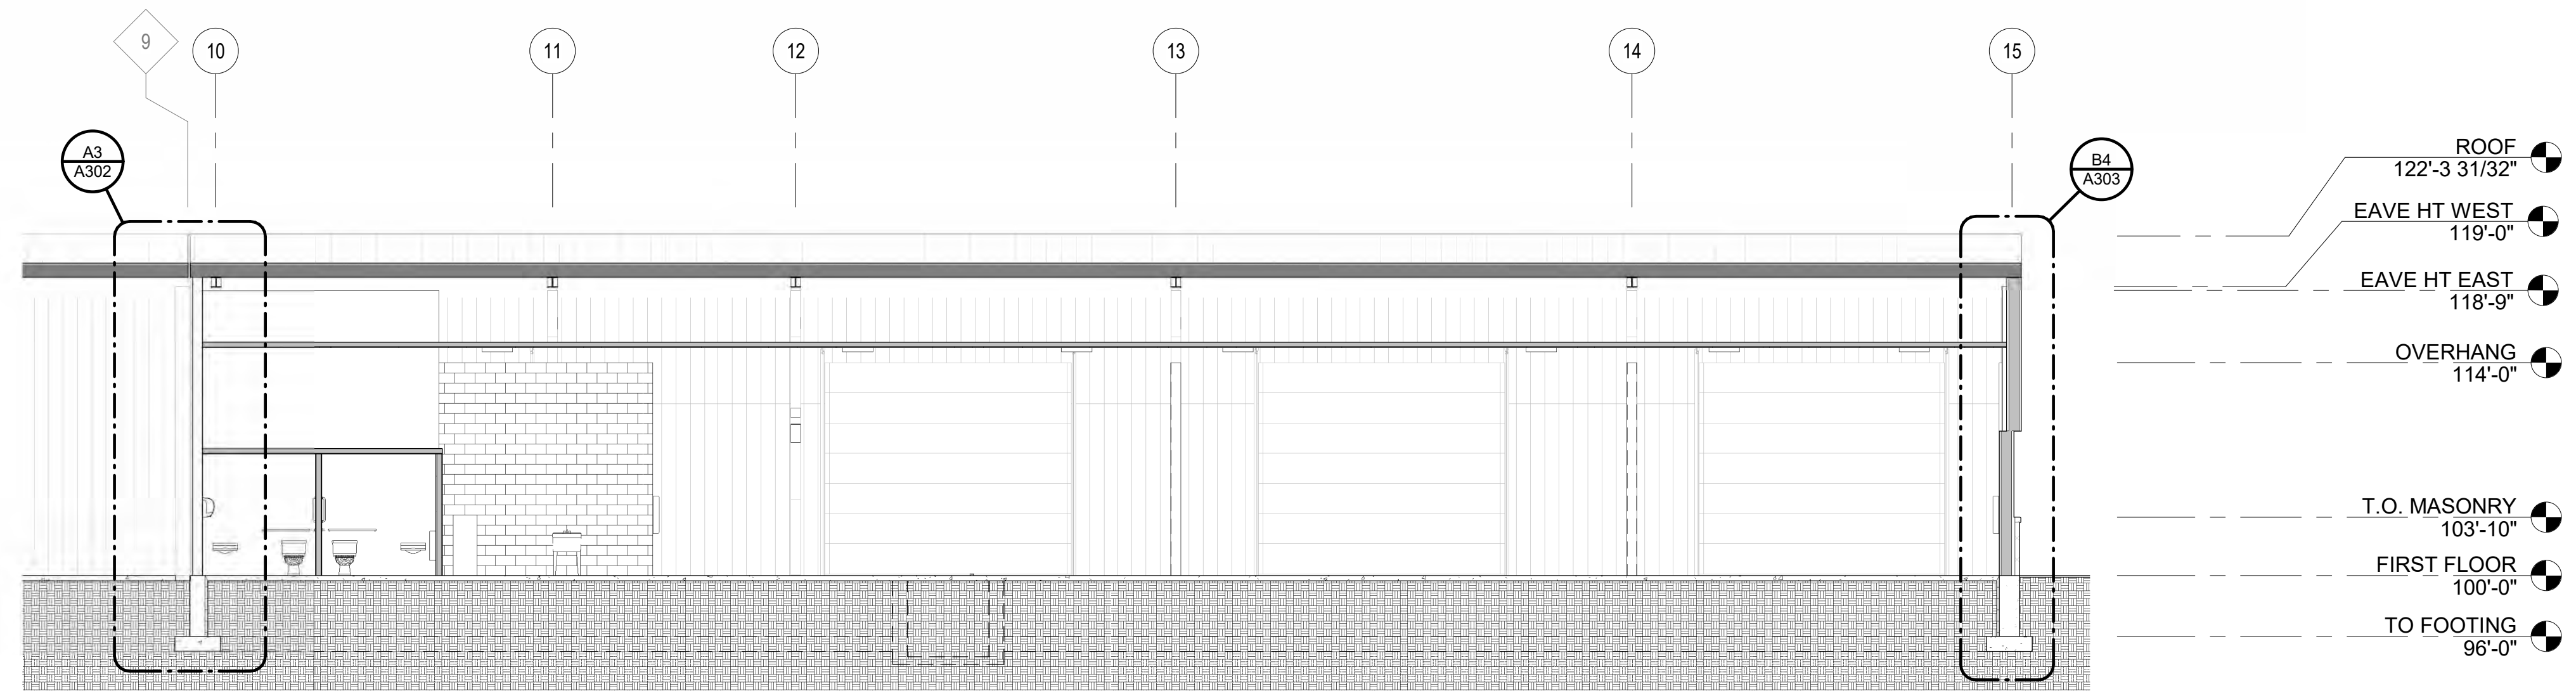 9
10
11
12
13
14
15
A3
A302
B4
A303
ROOF
122'-3 31/32"
EAVE HT WEST
119'-0"
EAVE HT EAST
118'-9"
OVERHANG
114'-0"
T.O. MASONRY
103'-10"
FIRST FLOOR
100'-0"
TO FOOTING
96'-0"